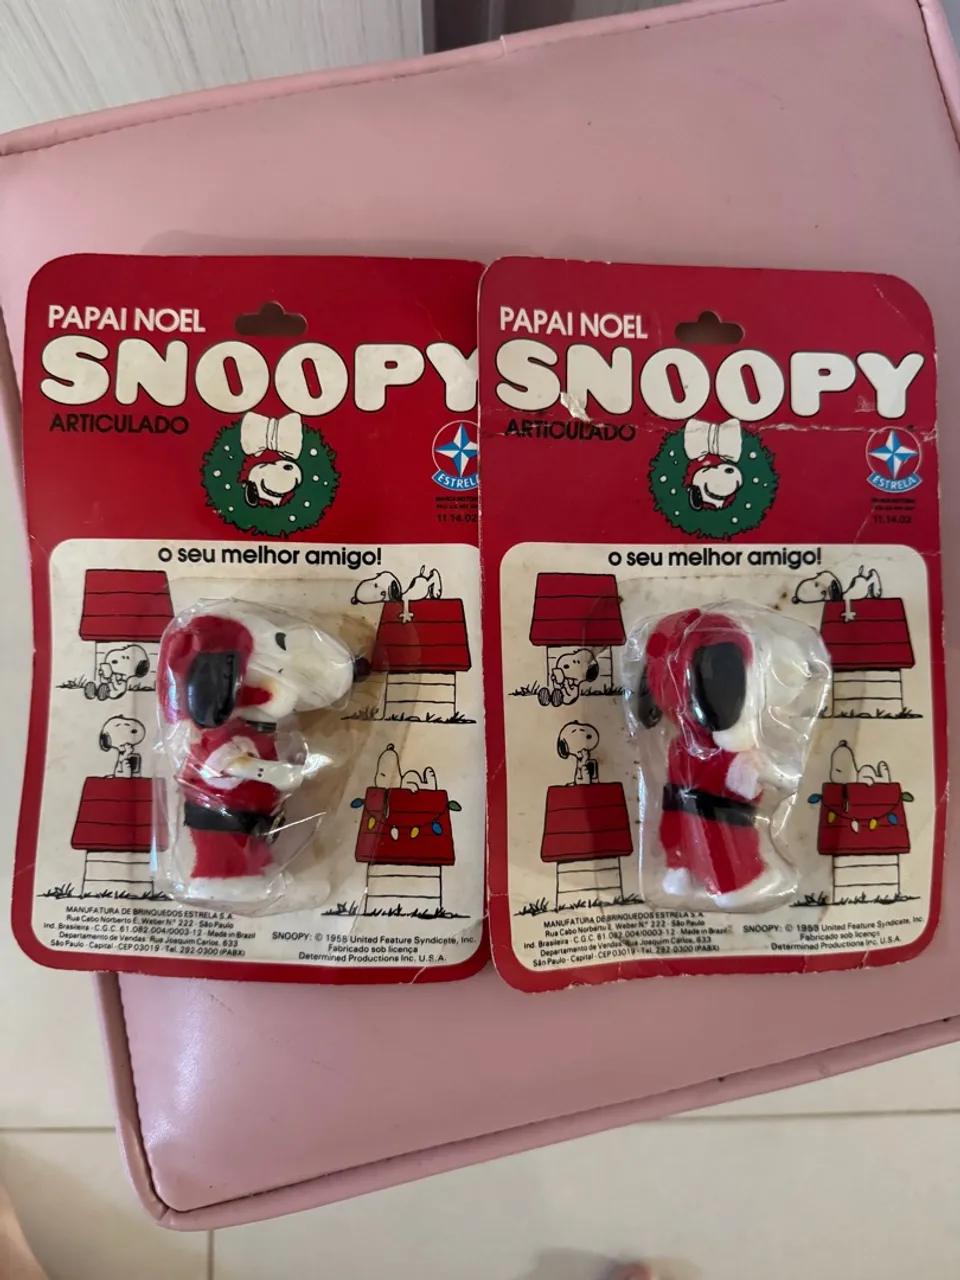 PAPAI NOEL
SNOOPY
ARTICULADO
ESTRELA
11.14.02
o seu melhor amigo!
MANUFATURA DE BRINQUEDOS ESTRELA S.A.
Rua Cabo Norberto E. Weber N.º 222 - São Paulo
Ind. Brasileira - C.G.C. 61.082.004/0003-12 - Made in Brazil
Departamento de Vendas: Rua Joaquim Carlos, 633
São Paulo - Capital - CEP 03019 - Tel. 292-0300 (PABX)
SNOOPY: © 1958 United Feature Syndicate, Inc.
Fabricado sob licença
Determined Productions Inc. U.S.A.
PAPAI NOEL
SNOOPY
ARTICULADO
ESTRELA
11.14.02
o seu melhor amigo!
MANUFATURA DE BRINQUEDOS ESTRELA S.A.
Rua Cabo Norberto E. Weber N.º 222 - São Paulo
Ind. Brasileira - C.G.C. 61.082.004/0003-12 - Made in Brazil
Departamento de Vendas: Rua Joaquim Carlos, 633
São Paulo - Capital - CEP 03019 - Tel. 292-0300 (PABX)
SNOOPY: © 1958 United Feature Syndicate, Inc.
Fabricado sob licença
Determined Productions Inc. U.S.A.